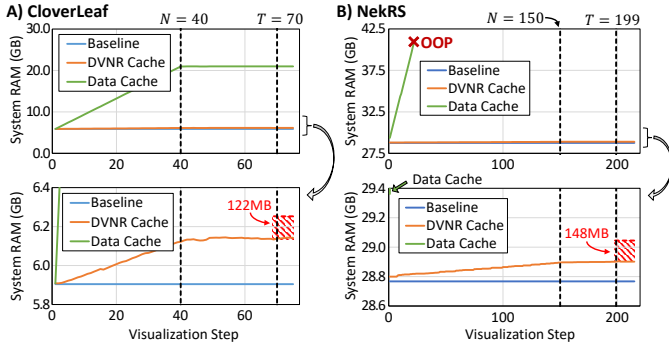 A) CloverLeaf
N = 40
T = 70
System RAM (GB)
30.0
20.0
10.0
0.0
Baseline
DVNR Cache
Data Cache
0
20
40
60
80
System RAM (GB)
6.4
6.2
6.0
5.8
Baseline
DVNR Cache
Data Cache
122MB
0
20
40
60
80
Visualization Step
B) NekRS
N = 150
T = 199
System RAM (GB)
42.5
37.5
32.5
27.5
OOP
Baseline
DVNR Cache
Data Cache
0
100
200
Data Cache
System RAM (GB)
29.4
29.2
29.0
28.8
28.6
Baseline
DVNR Cache
Data Cache
148MB
0
100
200
Visualization Step